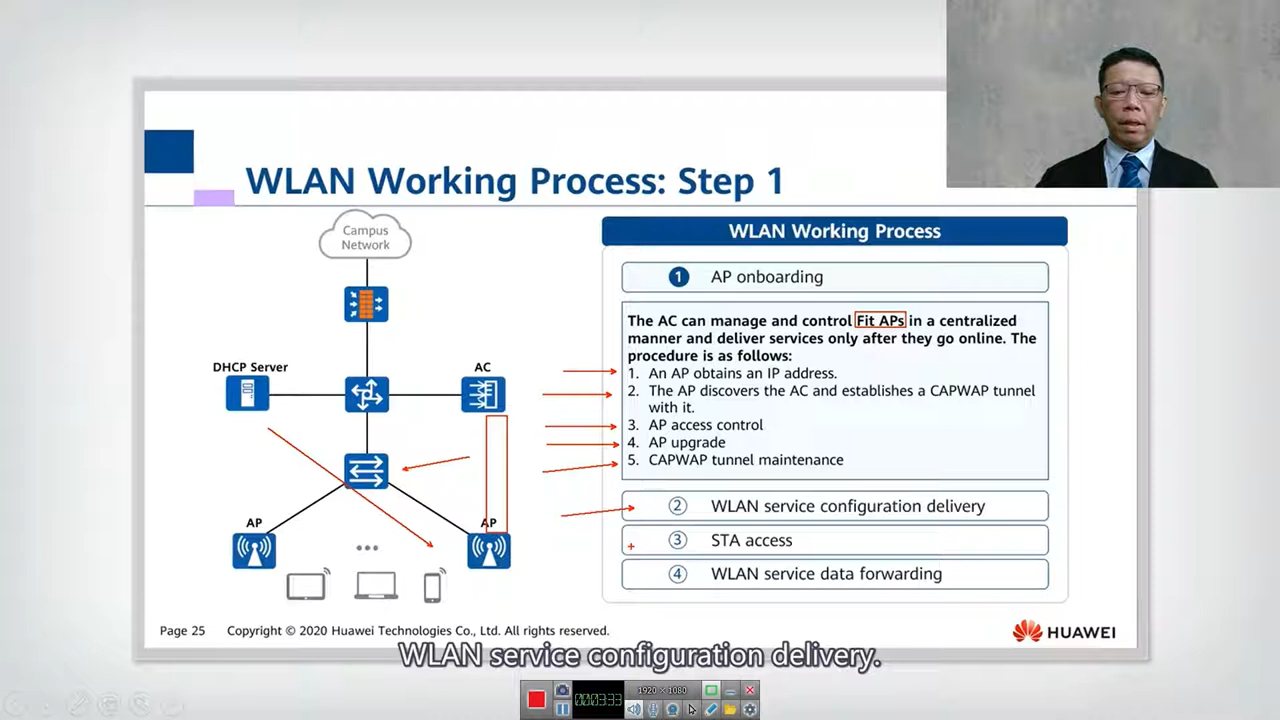 WLAN Working Process: Step 1
Campus
Network
DHCP Server
AC
AP
AP
WLAN Working Process
1 AP onboarding
The AC can manage and control Fit APs in a centralized
manner and deliver services only after they go online. The
procedure is as follows:
1. An AP obtains an IP address.
2. The AP discovers the AC and establishes a CAPWAP tunnel
with it.
3. AP access control
4. AP upgrade
5. CAPWAP tunnel maintenance
2 WLAN service configuration delivery
3 STA access
4 WLAN service data forwarding
Page 25 Copyright © 2020 Huawei Technologies Co., Ltd. All rights reserved.
HUAWEI
WLAN service configuration delivery.
1920 × 1080
000:3:33